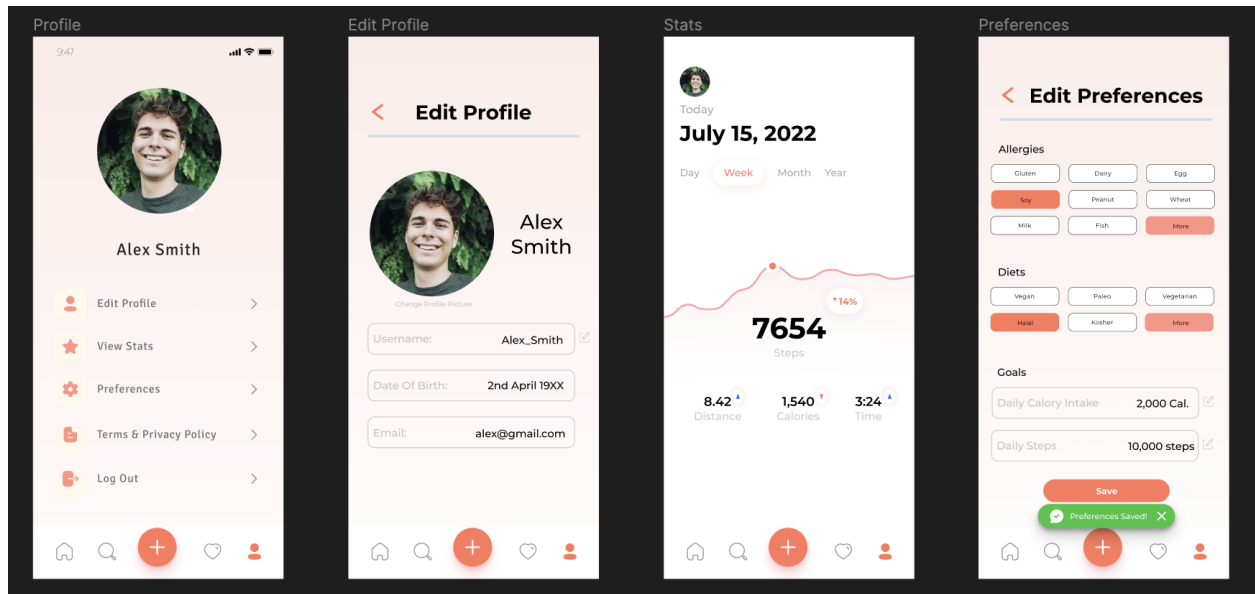 Profile
9:41
Alex Smith
Edit Profile
View Stats
Preferences
Terms & Privacy Policy
Log Out
Edit Profile
Edit Profile
Alex
Smith
Change Profile Picture
Username: Alex_Smith
Date Of Birth: 2nd April 19XX
Email: alex@gmail.com
Stats
Today
July 15, 2022
Day Week Month Year
14%
7654
Steps
8.42 1,540 3:24
Distance Calories Time
Preferences
Edit Preferences
Allergies
Gluten Dairy Egg
Soy Peanut Wheat
Milk Fish More
Diets
Vegan Paleo Vegetarian
Halal Kosher More
Goals
Daily Calory Intake 2,000 Cal.
Daily Steps 10,000 steps
Save
Preferences Saved!